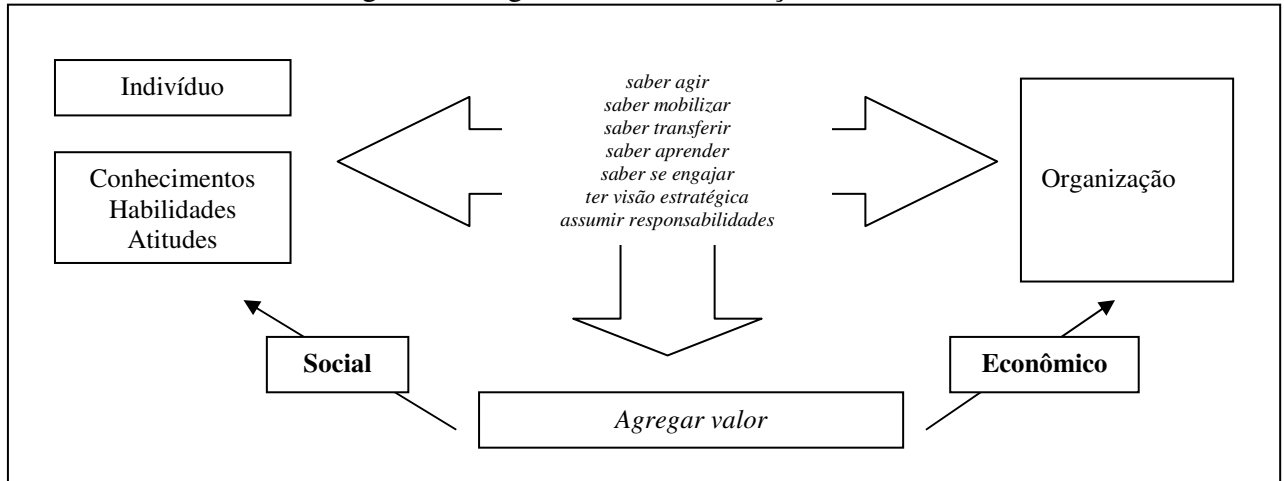 Indivíduo
Conhecimentos
Habilidades
Atitudes
saber agir
saber mobilizar
saber transferir
saber aprender
saber se engajar
ter visão estratégica
assumir responsabilidades
Organização
Social
Econômico
Agregar valor